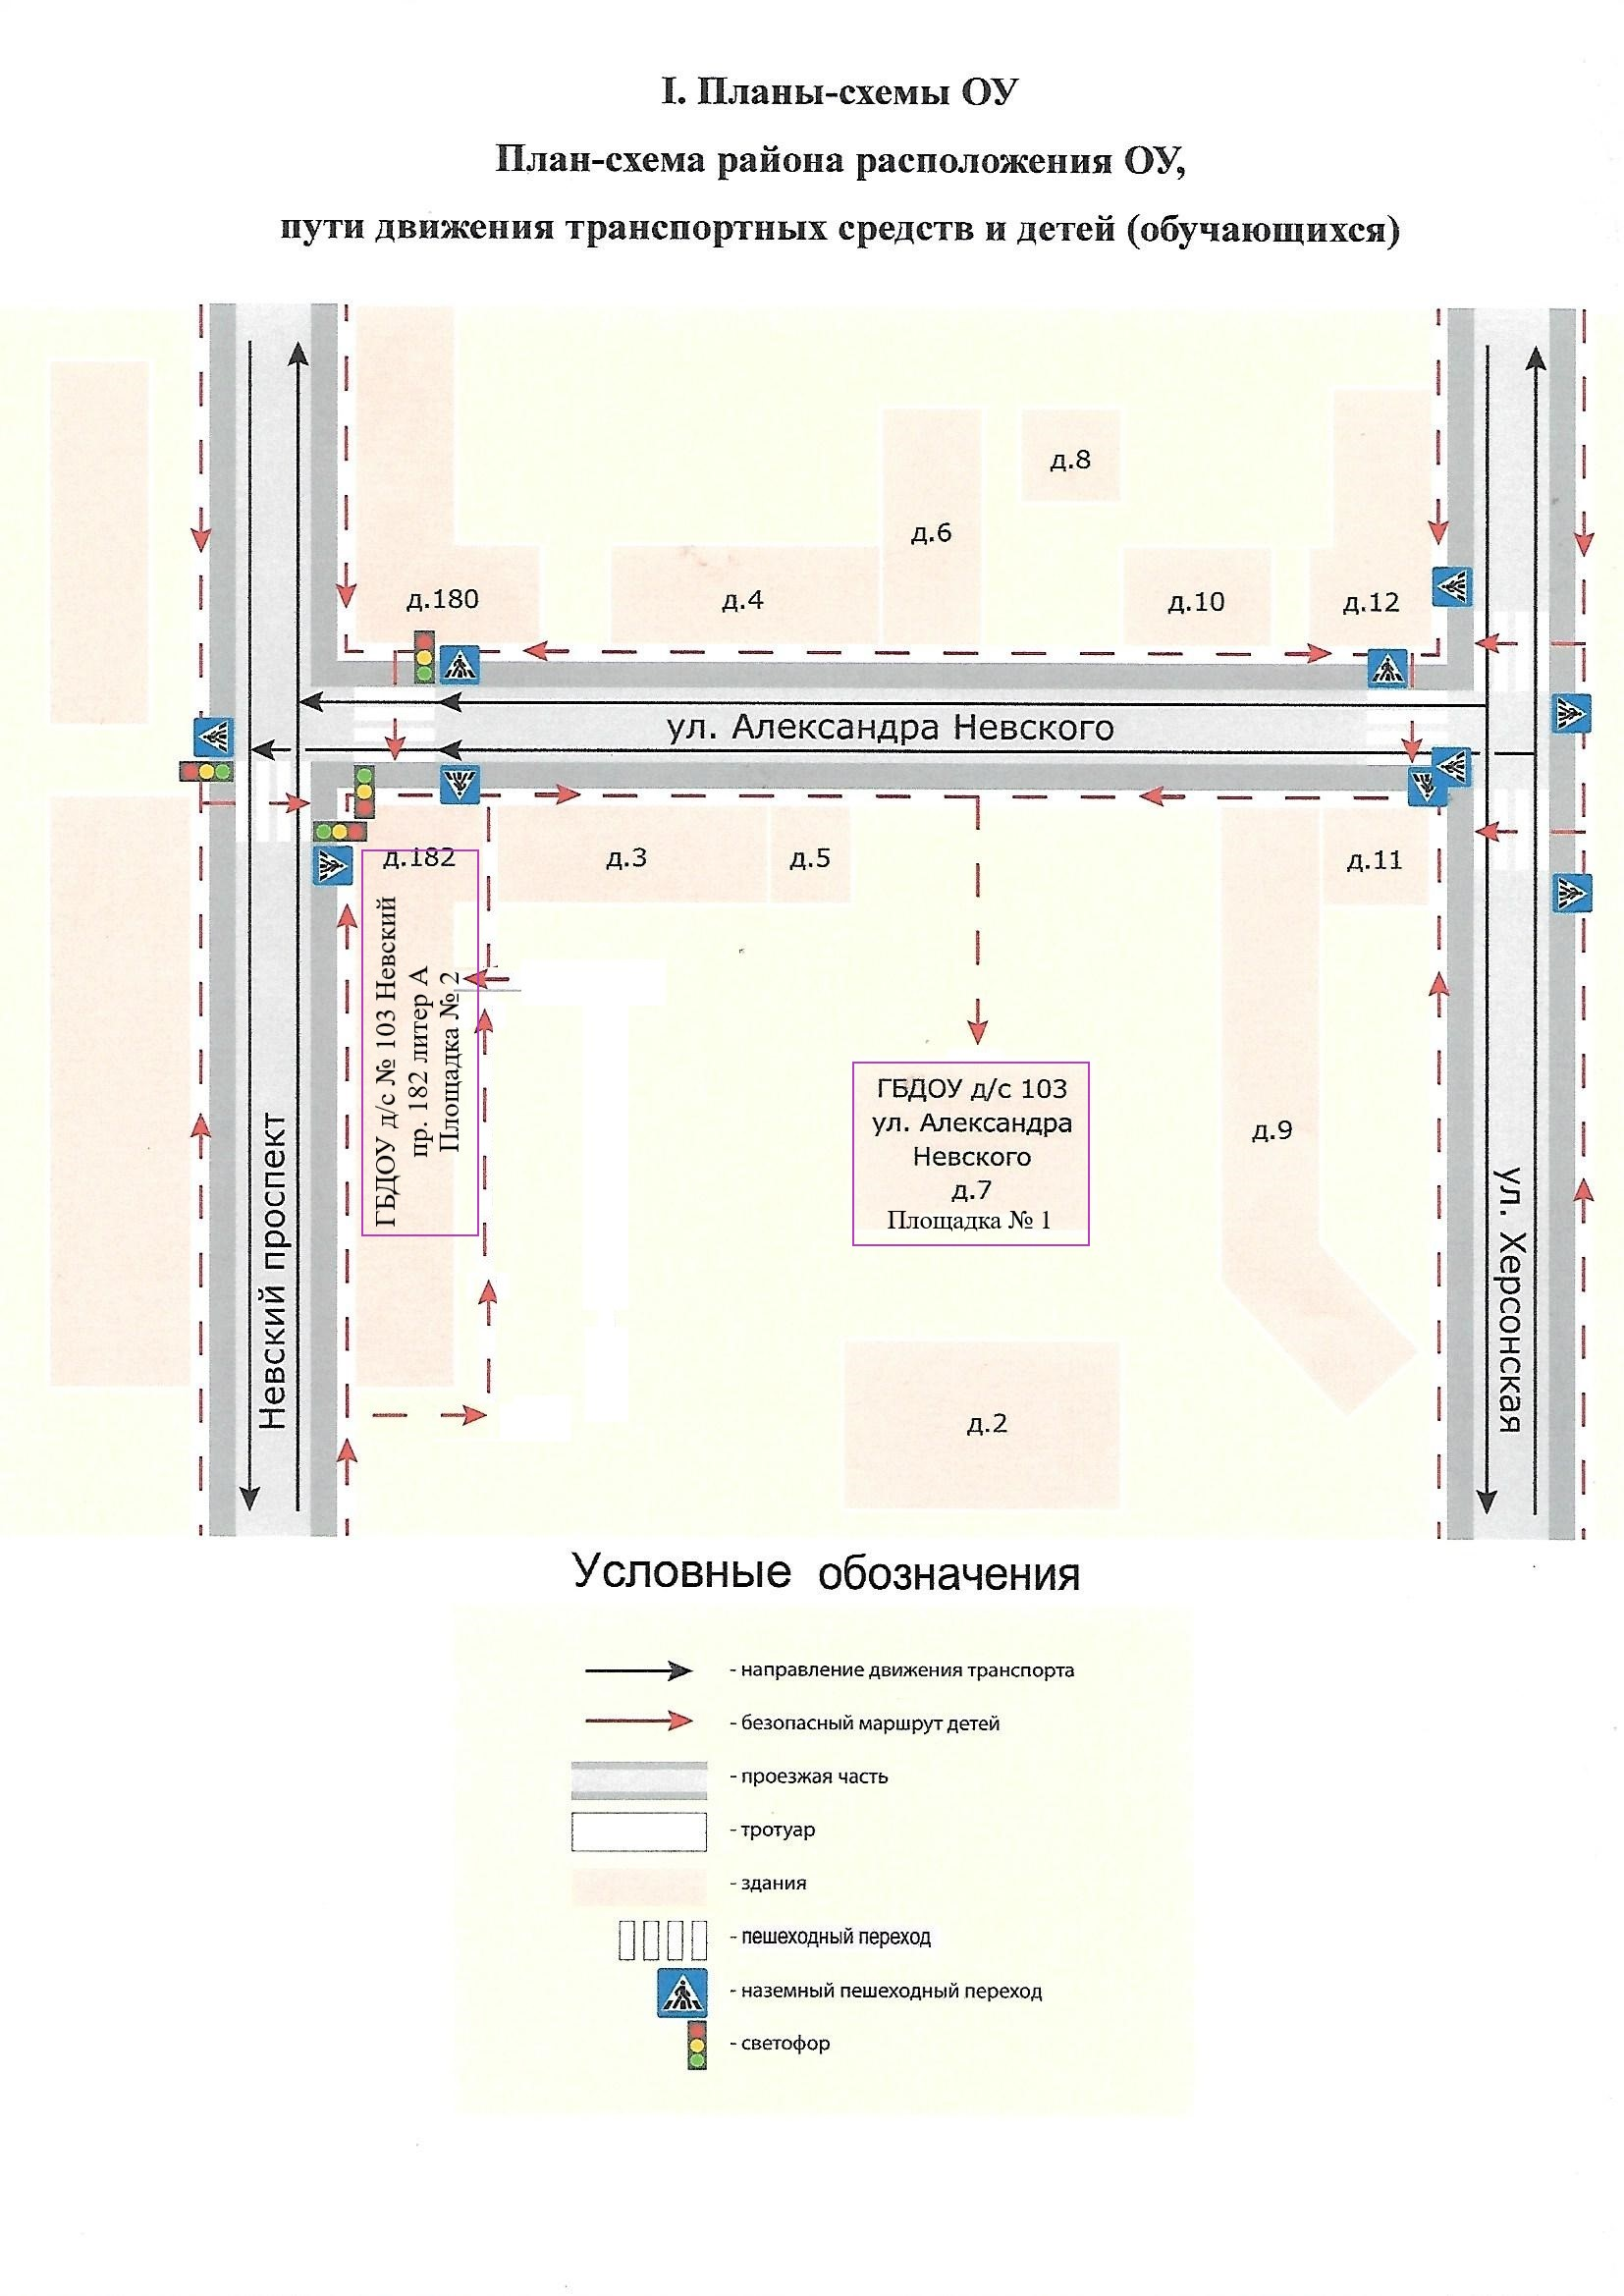 I. Планы-схемы ОУ
План-схема района расположения ОУ,
пути движения транспортных средств и детей (обучающихся)
д.8
д.6
д.180
д.4
д.10
д.12
ул. Александра Невского
д.182
д.3
д.5
д.11
ГБДОУ д/с № 103 Невский
пр. 182 литер А
Площадка № 2
ГБДОУ д/с 103
ул. Александра
Невского
д.7
Площадка № 1
д.9
Невский проспект
ул. Херсонская
д.2
Условные обозначения
- направление движения транспорта
- безопасный маршрут детей
- проезжая часть
- тротуар
- здания
- пешеходный переход
- наземный пешеходный переход
- светофор